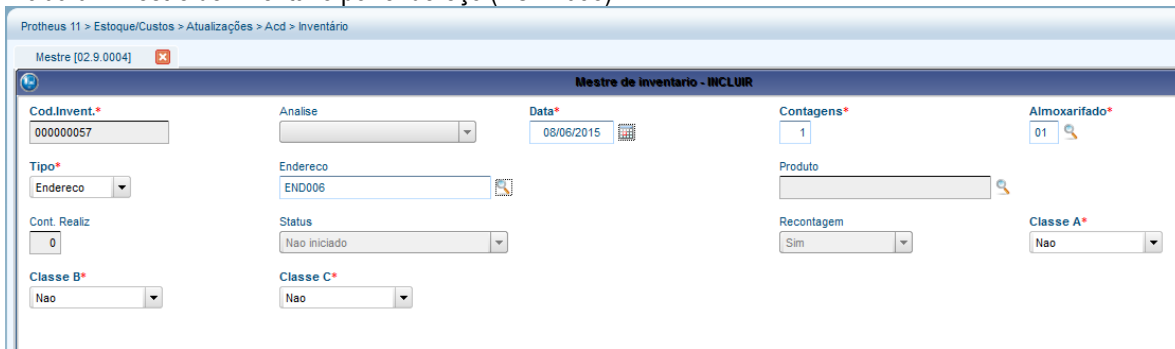 Protheus 11 > Estoque/Custos > Atualizações > Acd > Inventário
Mestre [02.9.0004]
Mestre de inventario - INCLUIR
Cod.Invent.* Analise Data* Contagens* Almoxarifado*
000000057 08/06/2015 1 01
Tipo* Endereco Produto
Endereco END006
Cont. Realiz Status Recontagem Classe A*
0 Nao iniciado Sim Nao
Classe B* Classe C*
Nao Nao